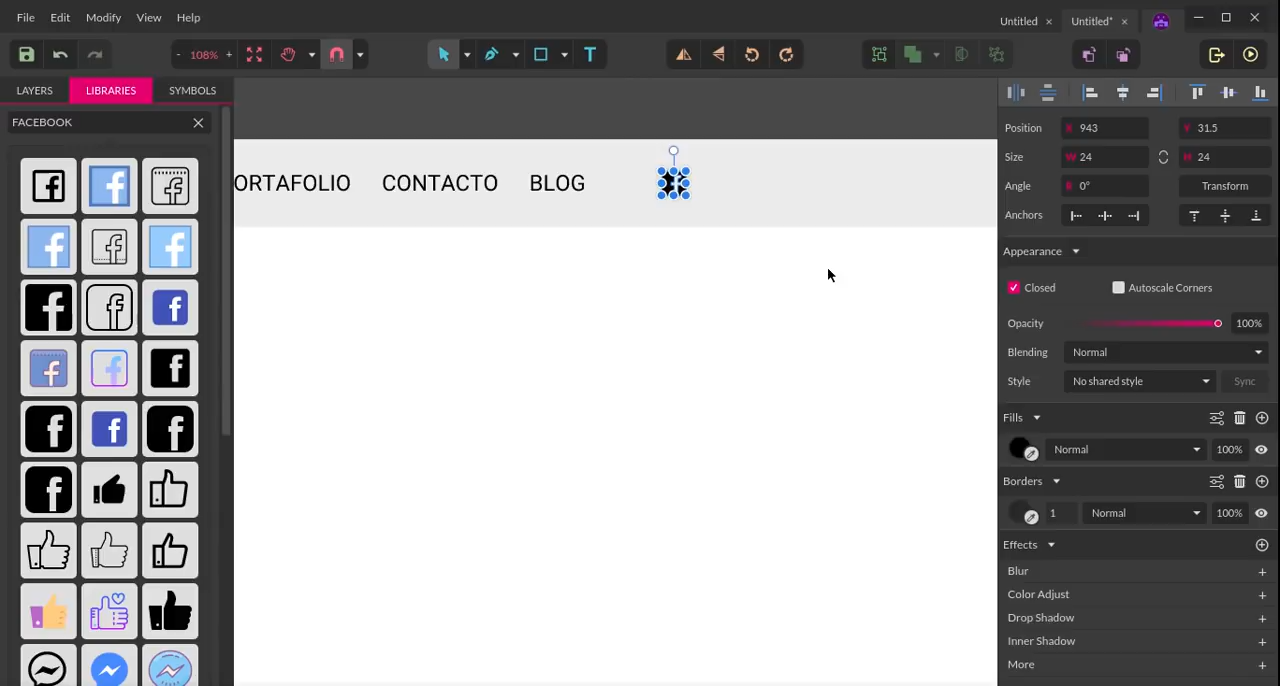 File Edit Modify View Help
Untitled × Untitled* ×
- 108% +
T
LAYERS LIBRARIES SYMBOLS
FACEBOOK
ORTAFOLIO CONTACTO BLOG
Position X 943 Y 31.5
Size W 24 H 24
Angle R 0° Transform
Anchors
Appearance
Closed Autoscale Corners
Opacity 100%
Blending Normal
Style No shared style Sync
Fills
Normal 100%
Borders
1 Normal 100%
Effects
Blur +
Color Adjust +
Drop Shadow +
Inner Shadow +
More +